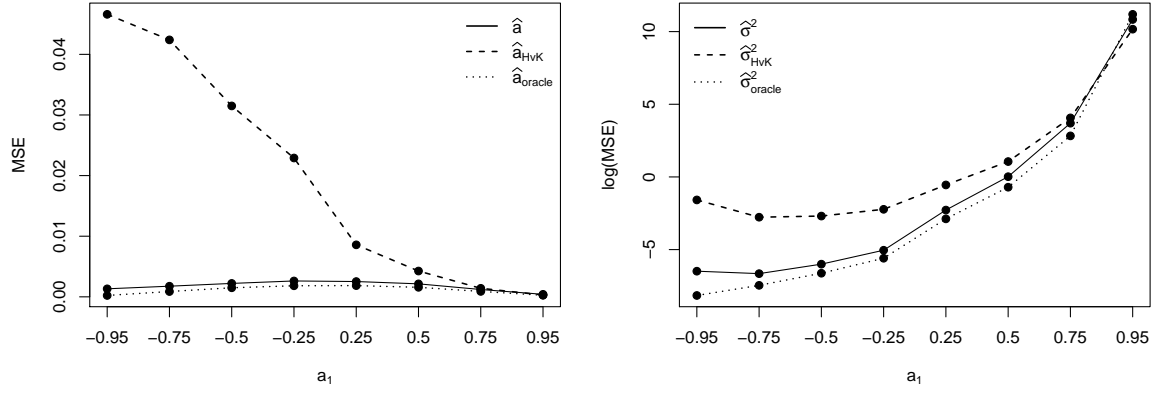 0.00 0.01 0.02 0.03 0.04
MSE
â
â_HvK
â_oracle
−0.95 −0.75 −0.5 −0.25 0.25 0.5 0.75 0.95
a₁
−5 0 5 10
log(MSE)
σ̂²
σ̂²_HvK
σ̂²_oracle
−0.95 −0.75 −0.5 −0.25 0.25 0.5 0.75 0.95
a₁